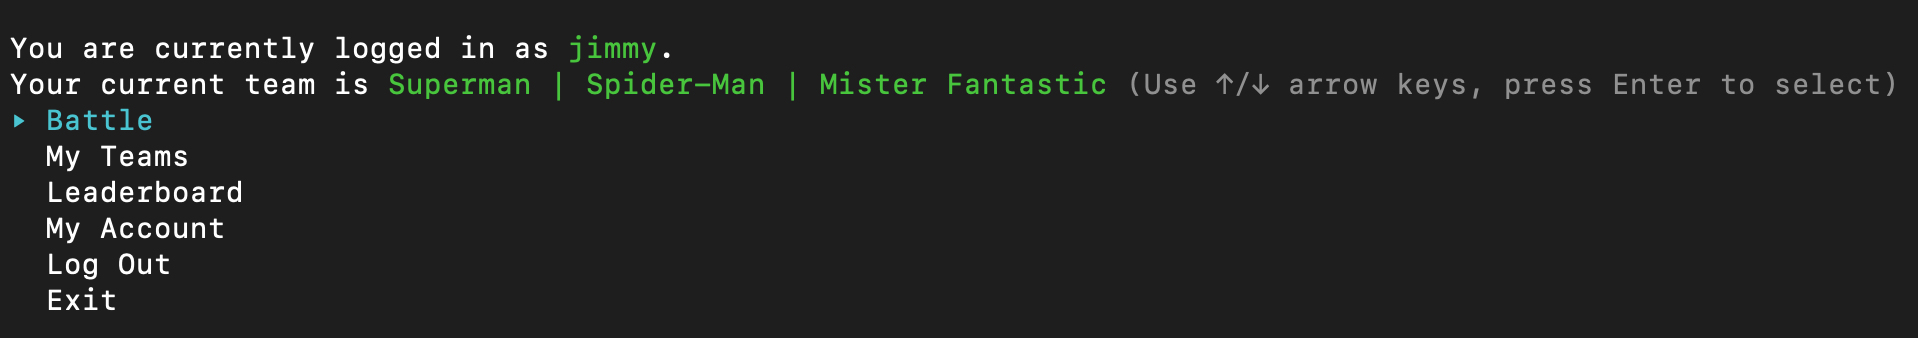 You are currently logged in as jimmy.
Your current team is Superman | Spider-Man | Mister Fantastic (Use ↑/↓ arrow keys, press Enter to select)
‣ Battle
My Teams
Leaderboard
My Account
Log Out
Exit